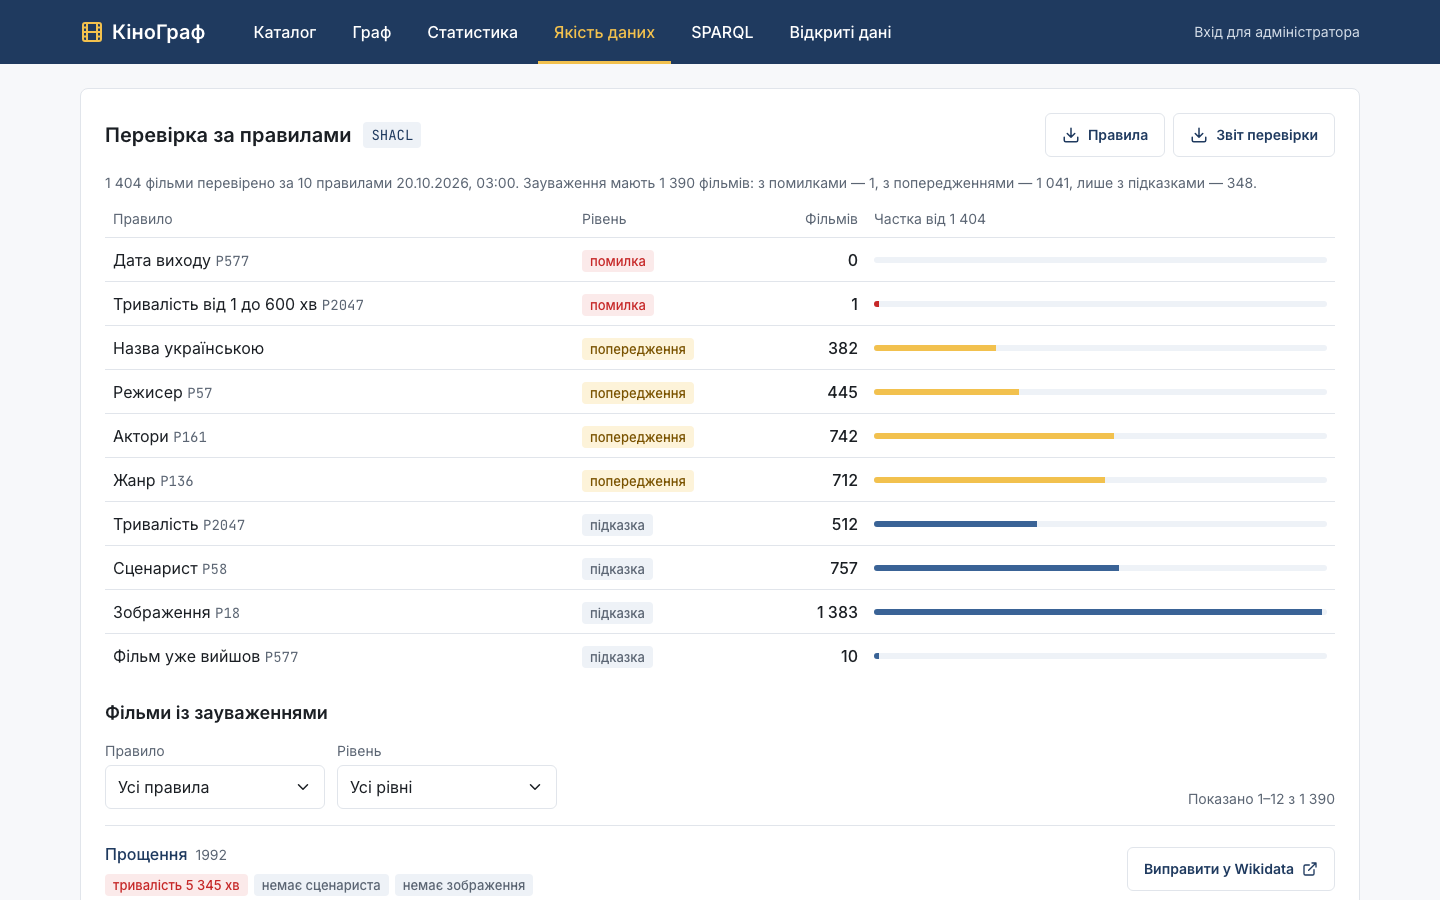 КіноГраф Каталог Граф Статистика Якість даних SPARQL Відкриті дані Вхід для адміністратора
Перевірка за правилами SHACL Правила Звіт перевірки
1 404 фільми перевірено за 10 правилами 20.10.2026, 03:00. Зауваження мають 1 390 фільмів: з помилками — 1, з попередженнями — 1 041, лише з підказками — 348.
Правило Рівень Фільмів Частка від 1 404
Дата виходу P577 помилка 0
Тривалість від 1 до 600 хв P2047 помилка 1
Назва українською попередження 382
Режисер P57 попередження 445
Актори P161 попередження 742
Жанр P136 попередження 712
Тривалість P2047 підказка 512
Сценарист P58 підказка 757
Зображення P18 підказка 1 383
Фільм уже вийшов P577 підказка 10
Фільми із зауваженнями
Правило Рівень
Усі правила Усі рівні
Показано 1–12 з 1 390
Прощення 1992 Виправити у Wikidata
тривалість 5 345 хв немає сценариста немає зображення